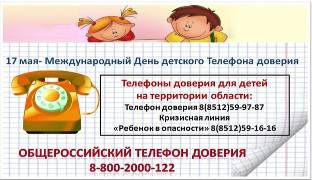 17 мая- Международный День детского Телефона доверия
Телефоны доверия для детей
на территории области:
Телефон доверия 8(8512)59-97-87
Кризисная линия
«Ребенок в опасности» 8(8512)59-16-16
ОБЩЕРОССИЙСКИЙ ТЕЛЕФОН ДОВЕРИЯ
8-800-2000-122